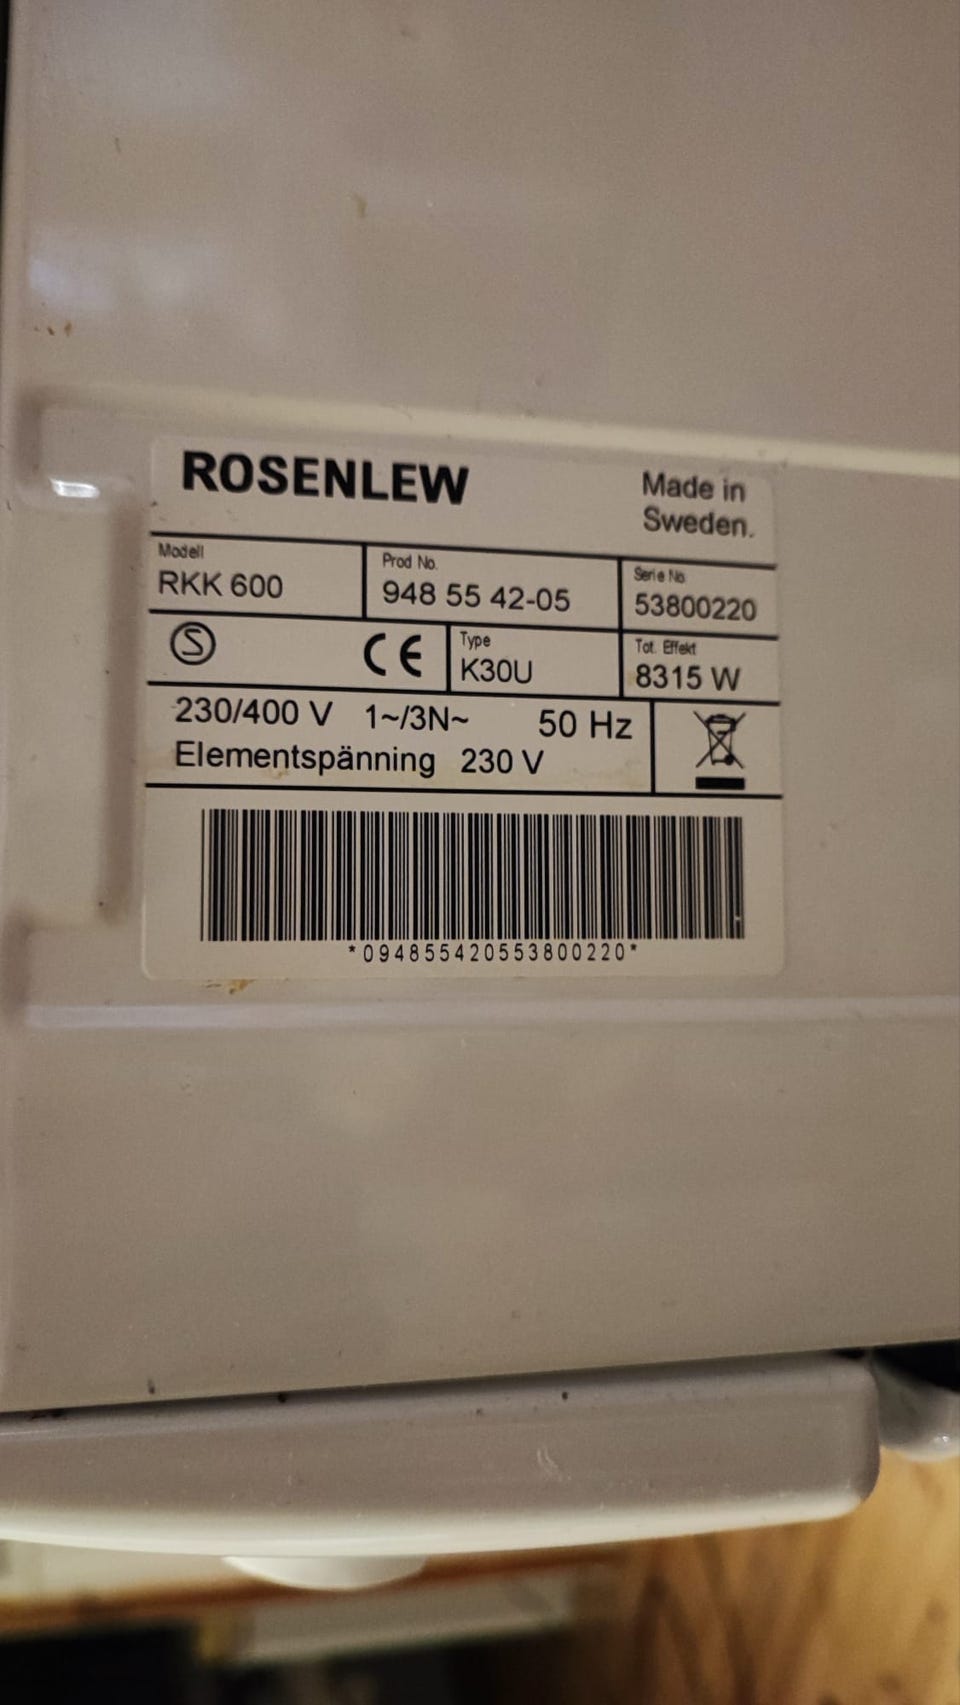 ROSENLEW
Made in
Sweden.
Modell
RKK 600
Prod No.
948 55 42-05
Serie No
53800220
S
CE
Type
K30U
Tot. Effekt
8315 W
230/400 V 1~/3N~ 50 Hz
Elementspänning 230 V
*094855420553800220*